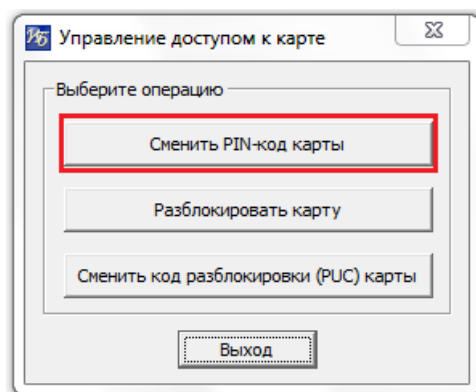 Управление доступом к карте
Выберите операцию
Сменить PIN-код карты
Разблокировать карту
Сменить код разблокировки (PUC) карты
Выход